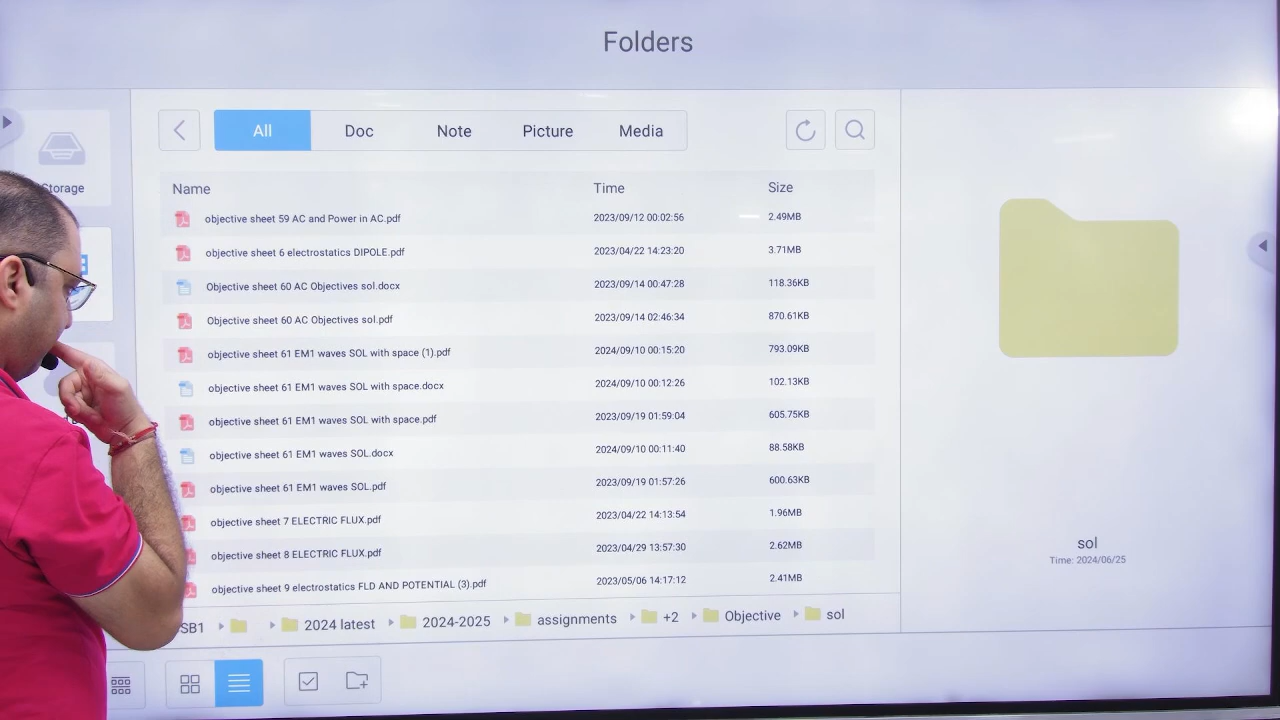 Folders
Storage
All Doc Note Picture Media
Name Time Size
objective sheet 59 AC and Power in AC.pdf 2023/09/12 00:02:56 2.49MB
objective sheet 6 electrostatics DIPOLE.pdf 2023/04/22 14:23:20 3.71MB
Objective sheet 60 AC Objectives sol.docx 2023/09/14 00:47:28 118.36KB
Objective sheet 60 AC Objectives sol.pdf 2023/09/14 02:46:34 870.61KB
objective sheet 61 EM1 waves SOL with space (1).pdf 2024/09/10 00:15:20 793.09KB
objective sheet 61 EM1 waves SOL with space.docx 2024/09/10 00:12:26 102.13KB
objective sheet 61 EM1 waves SOL with space.pdf 2023/09/19 01:59:04 605.75KB
objective sheet 61 EM1 waves SOL.docx 2024/09/10 00:11:40 88.58KB
objective sheet 61 EM1 waves SOL.pdf 2023/09/19 01:57:26 600.63KB
objective sheet 7 ELECTRIC FLUX.pdf 2023/04/22 14:13:54 1.96MB
objective sheet 8 ELECTRIC FLUX.pdf 2023/04/29 13:57:30 2.62MB
objective sheet 9 electrostatics FLD AND POTENTIAL (3).pdf 2023/05/06 14:17:12 2.41MB
SB1 2024 latest 2024-2025 assignments +2 Objective sol
sol
Time: 2024/06/25